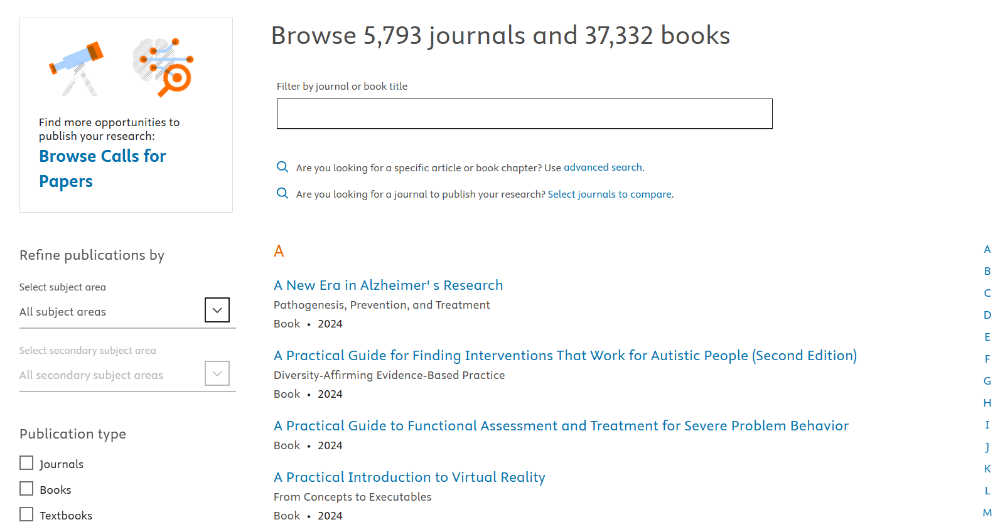 Find more opportunities to
publish your research:
Browse Calls for
Papers
Refine publications by
Select subject area
All subject areas
Select secondary subject area
All secondary subject areas
Publication type
Journals
Books
Textbooks
Browse 5,793 journals and 37,332 books
Filter by journal or book title
Are you looking for a specific article or book chapter? Use advanced search.
Are you looking for a journal to publish your research? Select journals to compare.
A
A New Era in Alzheimer' s Research
Pathogenesis, Prevention, and Treatment
Book • 2024
A Practical Guide for Finding Interventions That Work for Autistic People (Second Edition)
Diversity-Affirming Evidence-Based Practice
Book • 2024
A Practical Guide to Functional Assessment and Treatment for Severe Problem Behavior
Book • 2024
A Practical Introduction to Virtual Reality
From Concepts to Executables
Book • 2024
A
B
C
D
E
F
G
H
I
J
K
L
M